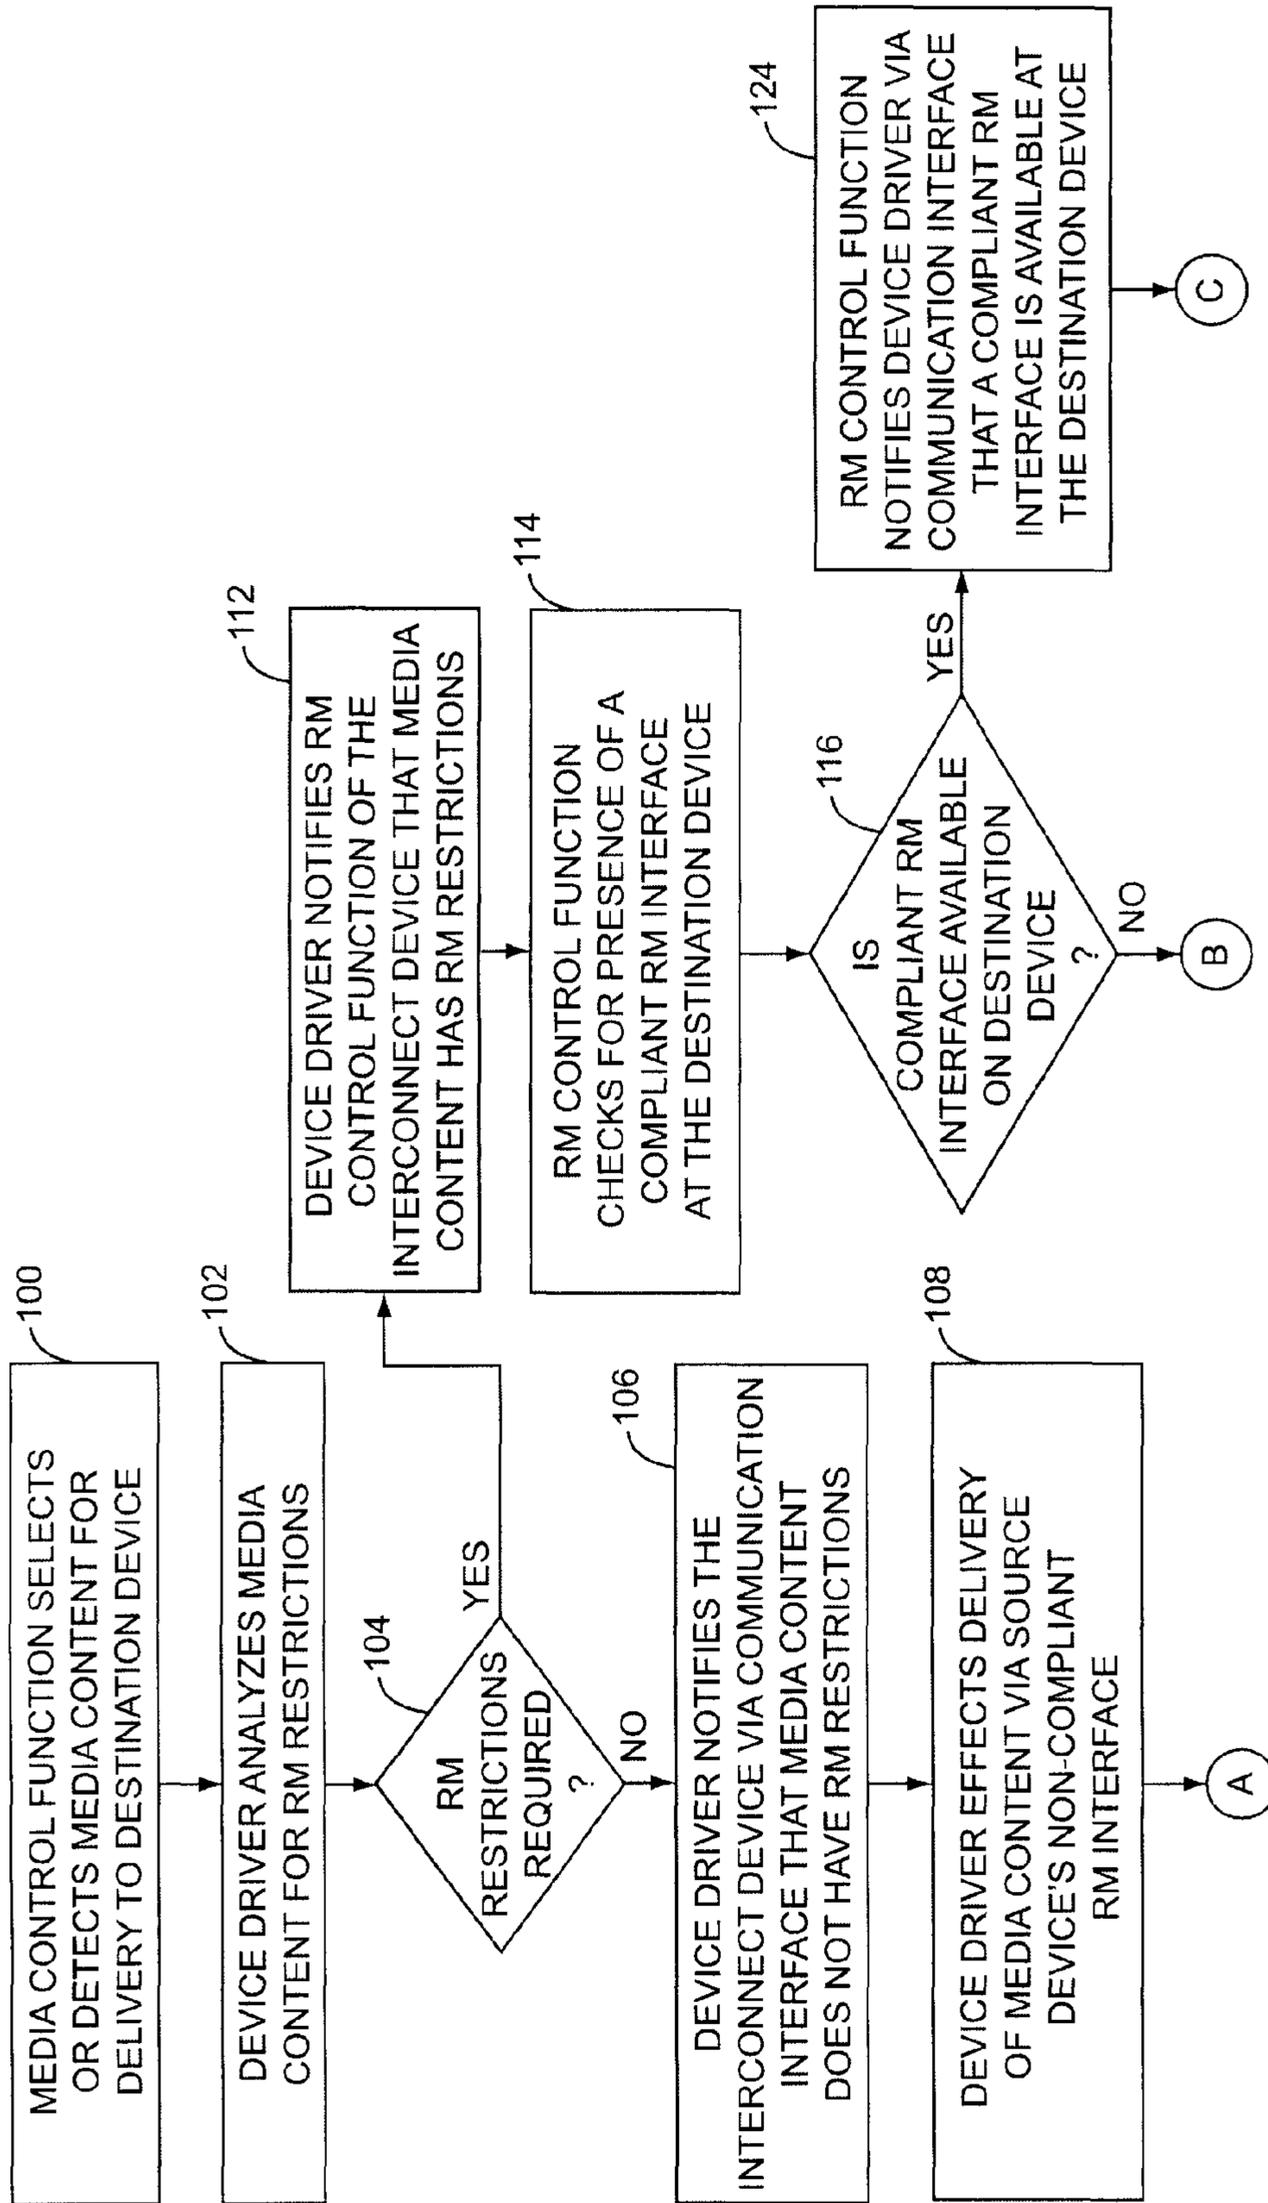 100
MEDIA CONTROL FUNCTION SELECTS
OR DETECTS MEDIA CONTENT FOR
DELIVERY TO DESTINATION DEVICE
102
DEVICE DRIVER ANALYZES MEDIA
CONTENT FOR RM RESTRICTIONS
104
RM
RESTRICTIONS
REQUIRED
?
YES
NO
106
DEVICE DRIVER NOTIFIES THE
INTERCONNECT DEVICE VIA COMMUNICATION
INTERFACE THAT MEDIA CONTENT
DOES NOT HAVE RM RESTRICTIONS
108
DEVICE DRIVER EFFECTS DELIVERY
OF MEDIA CONTENT VIA SOURCE
DEVICE'S NON-COMPLIANT
RM INTERFACE
A
112
DEVICE DRIVER NOTIFIES RM
CONTROL FUNCTION OF THE
INTERCONNECT DEVICE THAT MEDIA
CONTENT HAS RM RESTRICTIONS
114
RM CONTROL FUNCTION
CHECKS FOR PRESENCE OF A
COMPLIANT RM INTERFACE
AT THE DESTINATION DEVICE
116
IS
COMPLIANT RM
INTERFACE AVAILABLE
ON DESTINATION
DEVICE
?
YES
NO
B
124
RM CONTROL FUNCTION
NOTIFIES DEVICE DRIVER VIA
COMMUNICATION INTERFACE
THAT A COMPLIANT RM
INTERFACE IS AVAILABLE AT
THE DESTINATION DEVICE
C